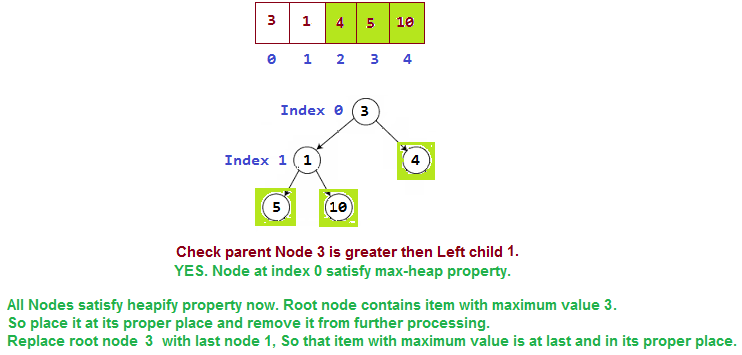 3 1 4 5 10
0 1 2 3 4
Index 0 3
Index 1 1 4
5 10
Check parent Node 3 is greater then Left child 1.
YES. Node at index 0 satisfy max-heap property.
All Nodes satisfy heapify property now. Root node contains item with maximum value 3.
So place it at its proper place and remove it from further processing.
Replace root node 3 with last node 1, So that item with maximum value is at last and in its proper place.